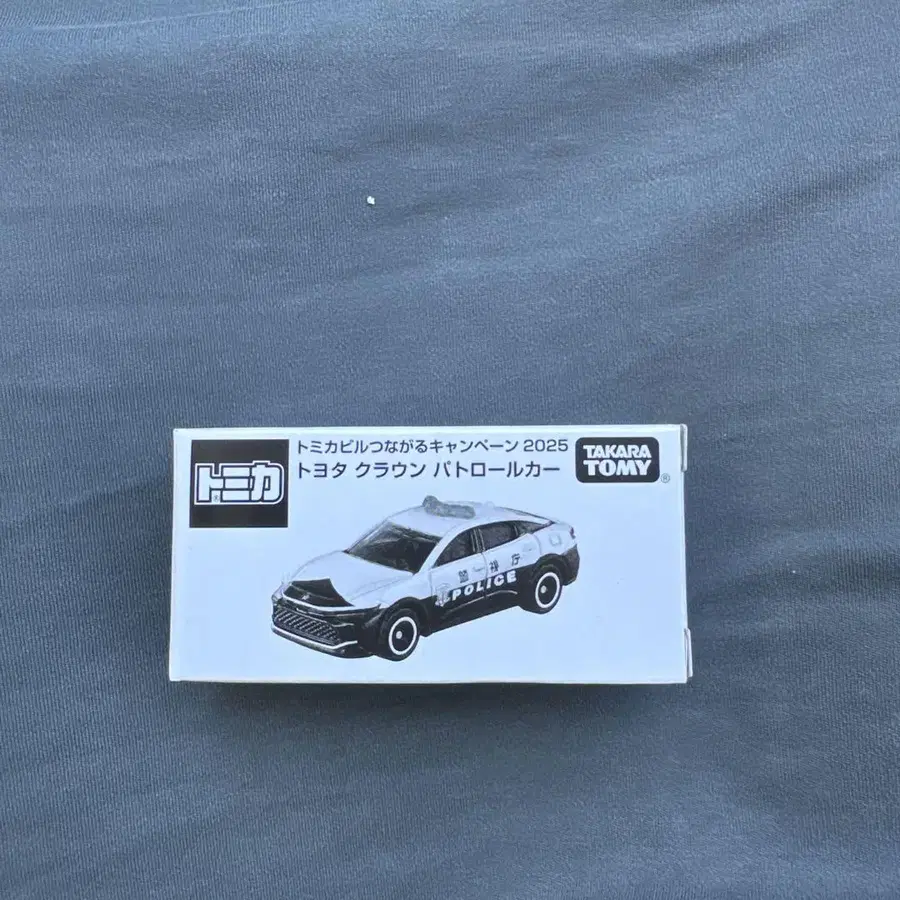 トミカ
トミカビルつながるキャンペーン 2025
トヨタ クラウン パトロールカー
TAKARA
TOMY
®
警視庁
POLICE